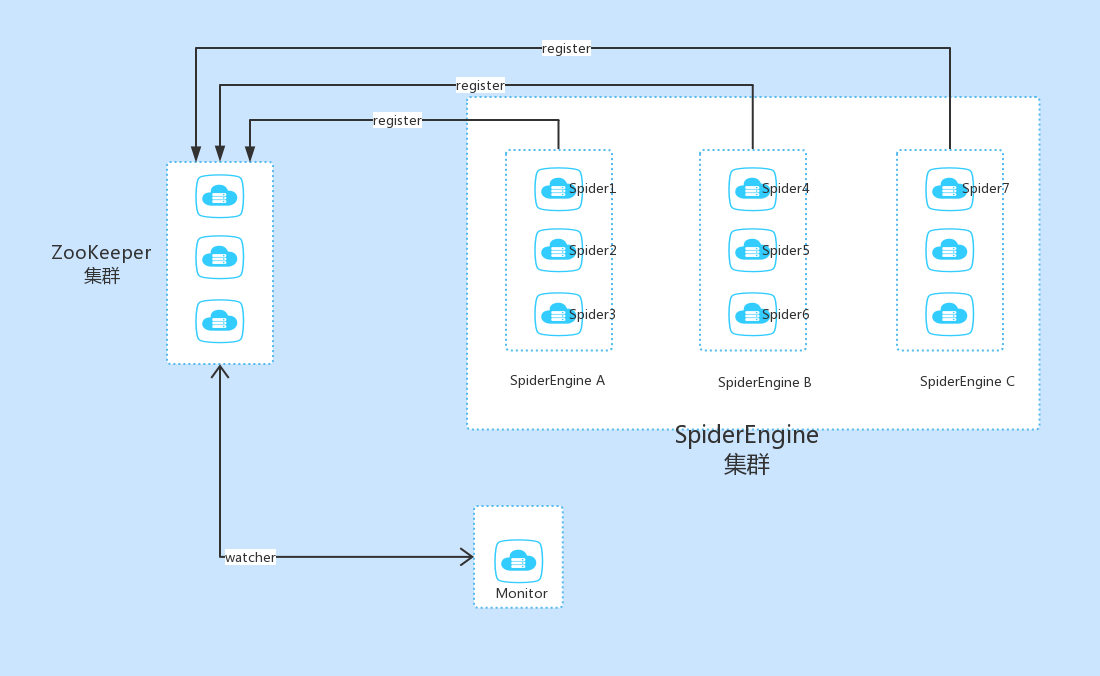 register
register
register
Spider1
Spider4
Spider7
ZooKeeper
集群
Spider2
Spider5
Spider3
Spider6
SpiderEngine A
SpiderEngine B
SpiderEngine C
SpiderEngine
集群
watcher
Monitor